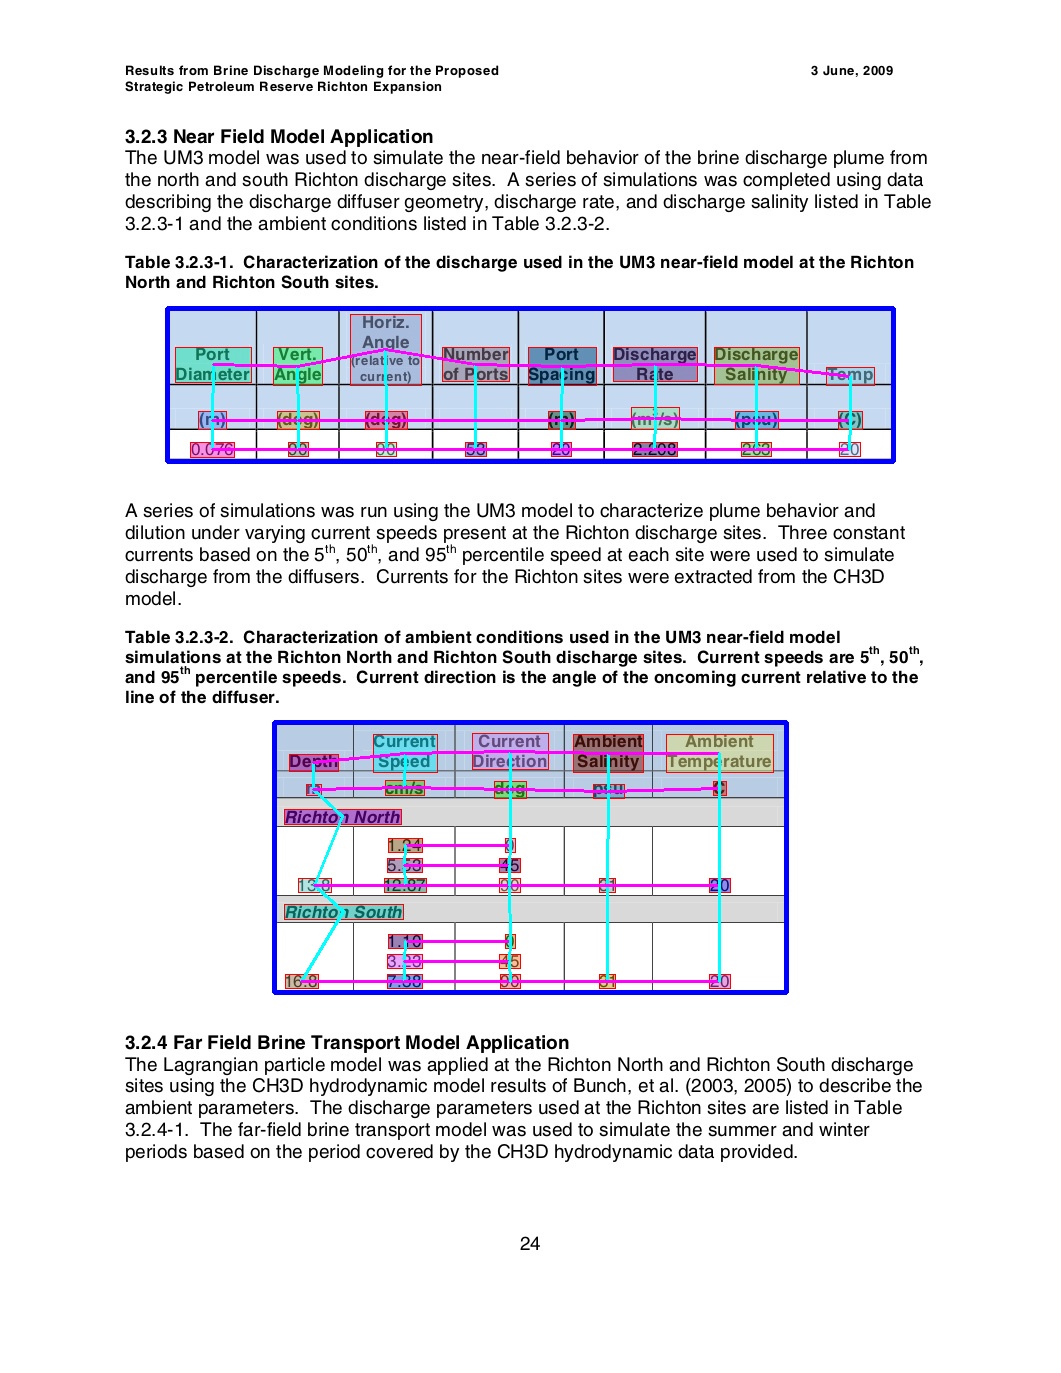 Results from Brine Discharge Modeling for the Proposed 3 June, 2009
Strategic Petroleum Reserve Richton Expansion
3.2.3 Near Field Model Application
The UM3 model was used to simulate the near-field behavior of the brine discharge plume from
the north and south Richton discharge sites. A series of simulations was completed using data
describing the discharge diffuser geometry, discharge rate, and discharge salinity listed in Table
3.2.3-1 and the ambient conditions listed in Table 3.2.3-2.
Table 3.2.3-1. Characterization of the discharge used in the UM3 near-field model at the Richton
North and Richton South sites.
Port Diameter Vert. Angle Horiz. Angle (relative to current) Number of Ports Port Spacing Discharge Rate Discharge Salinity Temp
(m) (deg) (deg) (m) (m³/s) (psu) (C)
0.076 90 90 53 20 2.208 263 20
A series of simulations was run using the UM3 model to characterize plume behavior and
dilution under varying current speeds present at the Richton discharge sites. Three constant
currents based on the 5th, 50th, and 95th percentile speed at each site were used to simulate
discharge from the diffusers. Currents for the Richton sites were extracted from the CH3D
model.
Table 3.2.3-2. Characterization of ambient conditions used in the UM3 near-field model
simulations at the Richton North and Richton South discharge sites. Current speeds are 5th, 50th,
and 95th percentile speeds. Current direction is the angle of the oncoming current relative to the
line of the diffuser.
Depth Current Speed Current Direction Ambient Salinity Ambient Temperature
cm/s deg psu C
Richton North
1.24 0
5.53 45
13.8 12.87 90 31 20
Richton South
1.10 0
3.23 45
16.8 7.38 90 31 20
3.2.4 Far Field Brine Transport Model Application
The Lagrangian particle model was applied at the Richton North and Richton South discharge
sites using the CH3D hydrodynamic model results of Bunch, et al. (2003, 2005) to describe the
ambient parameters. The discharge parameters used at the Richton sites are listed in Table
3.2.4-1. The far-field brine transport model was used to simulate the summer and winter
periods based on the period covered by the CH3D hydrodynamic data provided.
24